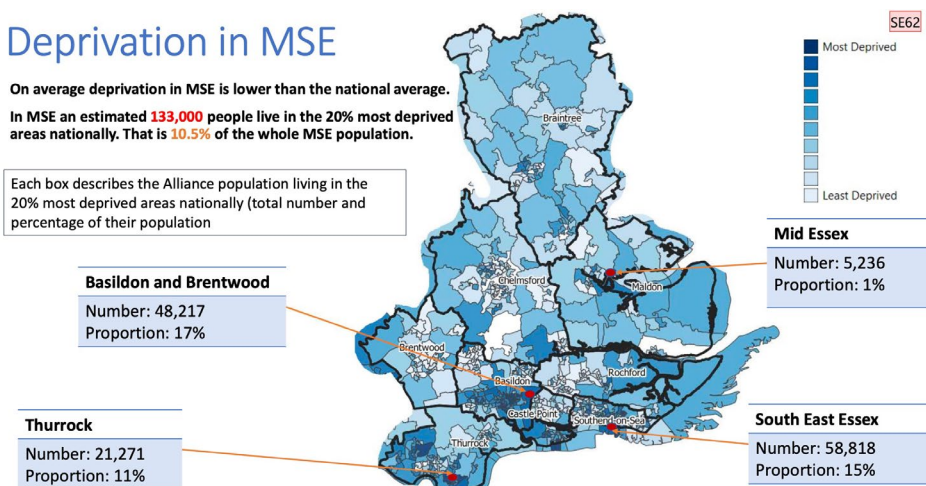 SE62
Deprivation in MSE
Most Deprived
Least Deprived
On average deprivation in MSE is lower than the national average.
In MSE an estimated 133,000 people live in the 20% most deprived
areas nationally. That is 10.5% of the whole MSE population.
Each box describes the Alliance population living in the
20% most deprived areas nationally (total number and
percentage of their population
Braintree
Mid Essex
Number: 5,236
Proportion: 1%
Basildon and Brentwood
Number: 48,217
Proportion: 17%
Chelmsford
Maldon
Brentwood
Rochford
Basildon
Castle Point
Southend-on-Sea
Thurrock
South East Essex
Number: 58,818
Proportion: 15%
Thurrock
Number: 21,271
Proportion: 11%